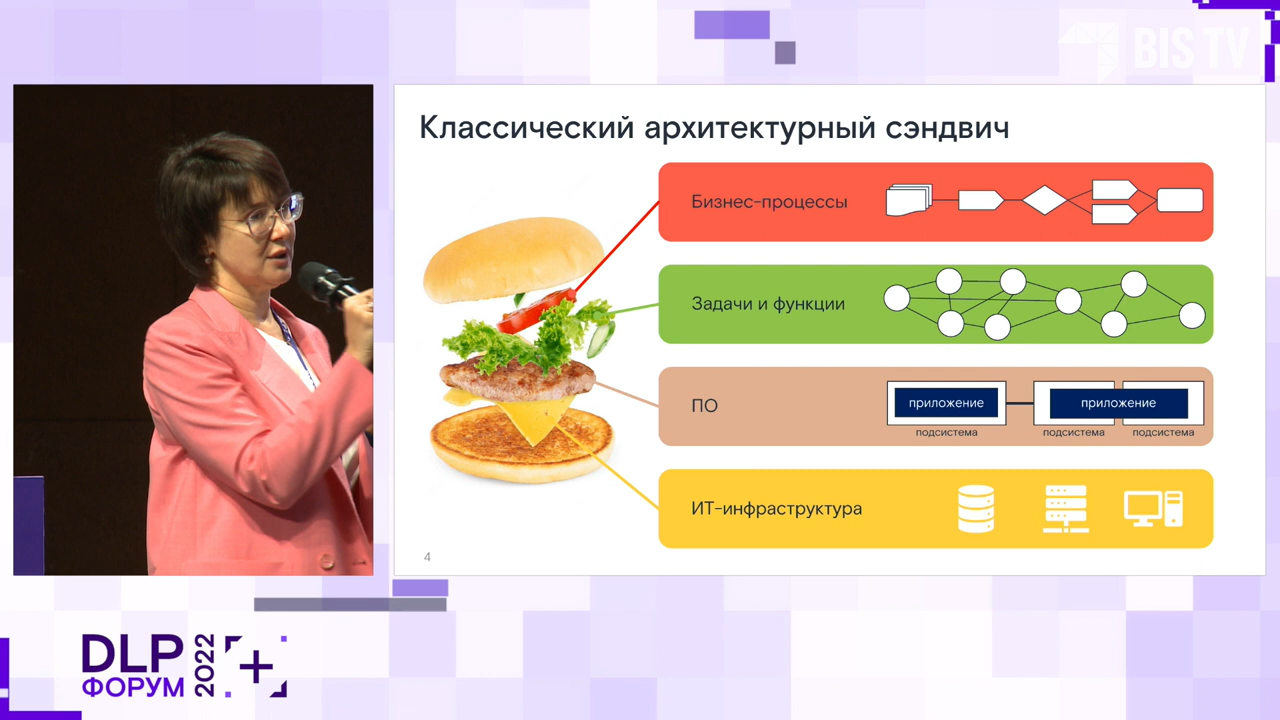 BIS TV
Классический архитектурный сэндвич
Бизнес-процессы
Задачи и функции
ПО
приложение
приложение
подсистема
подсистема
подсистема
ИТ-инфраструктура
4
DLP
ФОРУМ
2022